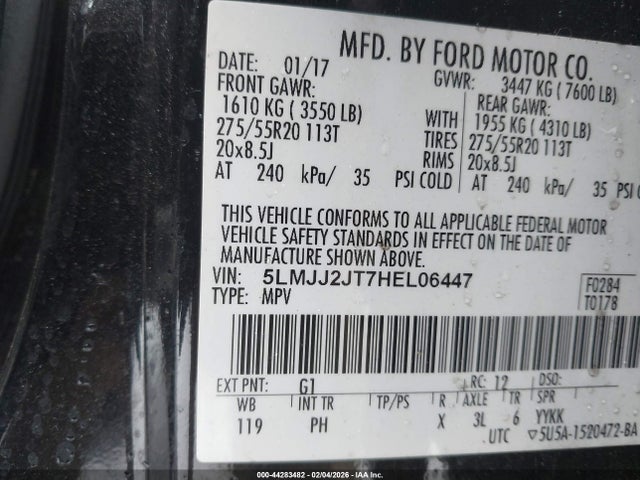 MFD. BY FORD MOTOR CO.
DATE: 01/17 GVWR: 3447 KG (7600 LB)
FRONT GAWR: REAR GAWR:
1610 KG (3550 LB) WITH 1955 KG (4310 LB)
275/55R20 113T TIRES 275/55R20 113T
20x8.5J RIMS 20x8.5J
AT 240 kPa/ 35 PSI COLD AT 240 kPa/ 35 PSI
THIS VEHICLE CONFORMS TO ALL APPLICABLE FEDERAL MOTOR
VEHICLE SAFETY STANDARDS IN EFFECT ON THE DATE OF
MANUFACTURE SHOWN ABOVE.
VIN: 5LMJJ2JT7HEL06447 F0284
TYPE: MPV T0178
EXT PNT: G1 RC: 12 DSO:
WB INT TR TP/PS R AXLE TR SPR
119 PH X 3L 6 YYKK
UTC ▽5U5A-1520472-BA
000-44283482 - 02/04/2026 - IAAI.COM